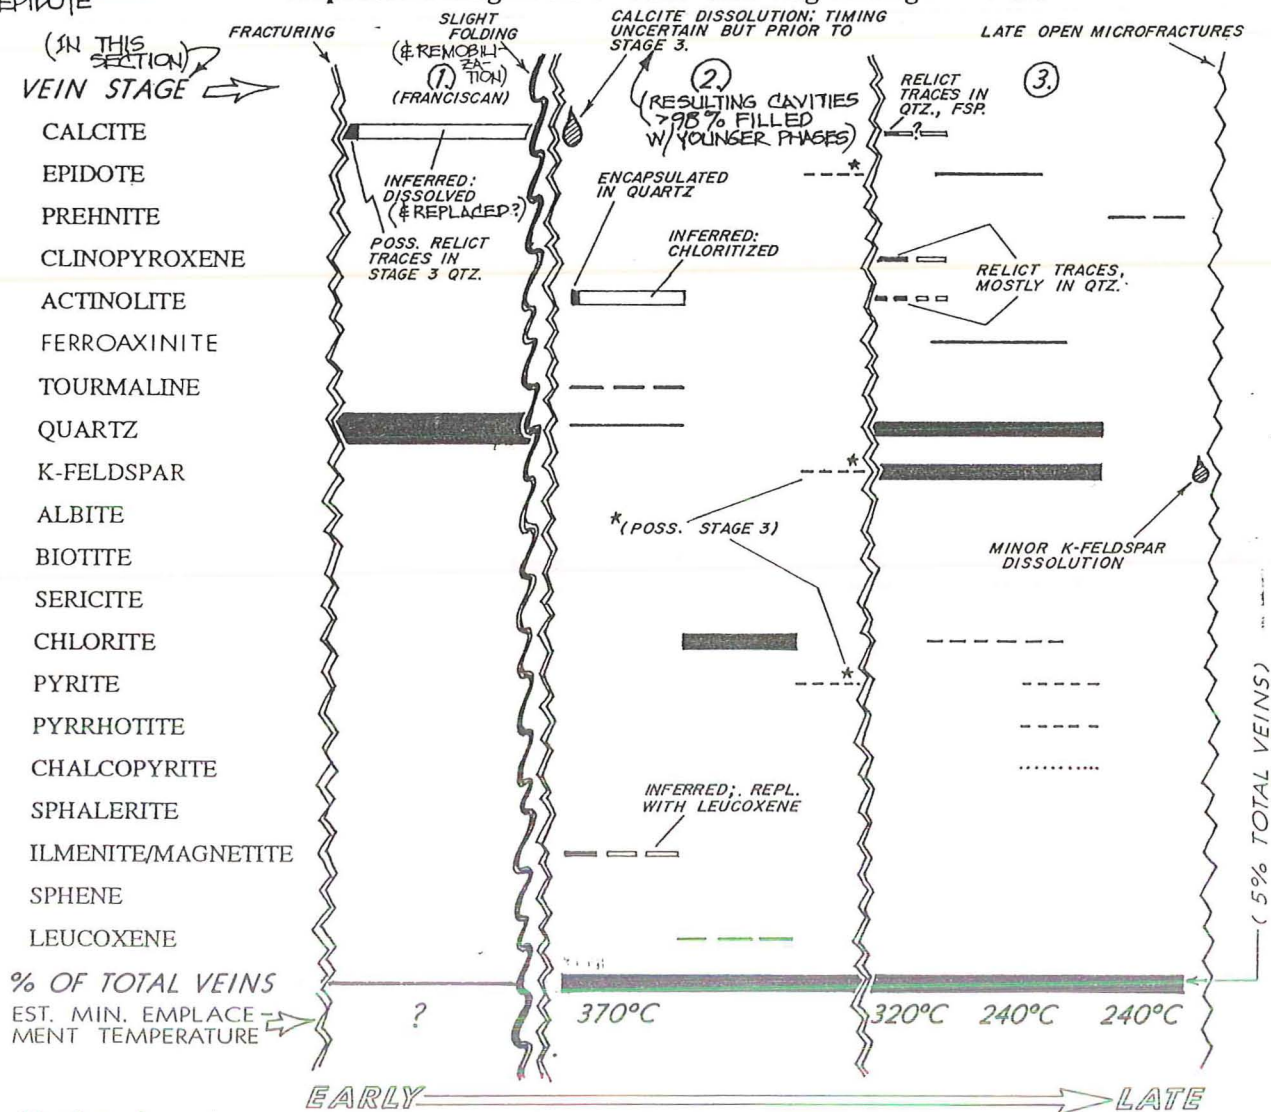 EPIDOTE
(IN THIS
SECTION)
VEIN STAGE
FRACTURING
SLIGHT
FOLDING
(& REMOBILI-
ZA-
TION)
1.
(FRANCISCAN)
CALCITE DISSOLUTION; TIMING
UNCERTAIN BUT PRIOR TO
STAGE 3.
2.
(RESULTING CAVITIES
>98% FILLED
W/ YOUNGER PHASES)
LATE OPEN MICROFRACTURES
3.
RELICT
TRACES IN
QTZ., FSP.
CALCITE
?
EPIDOTE
*
INFERRED:
DISSOLVED
(& REPLACED?)
ENCAPSULATED
IN QUARTZ
PREHNITE
POSS. RELICT
TRACES IN
STAGE 3 QTZ.
INFERRED:
CHLORITIZED
CLINOPYROXENE
RELICT TRACES,
MOSTLY IN QTZ.
ACTINOLITE
FERROAXINITE
TOURMALINE
QUARTZ
K-FELDSPAR
*
ALBITE
*(POSS. STAGE 3)
BIOTITE
MINOR K-FELDSPAR
DISSOLUTION
SERICITE
CHLORITE
PYRITE
*
PYRRHOTITE
CHALCOPYRITE
SPHALERITE
INFERRED; REPL.
WITH LEUCOXENE
ILMENITE/MAGNETITE
SPHENE
LEUCOXENE
% OF TOTAL VEINS
(5% TOTAL VEINS)
EST. MIN. EMPLACE-
MENT TEMPERATURE
?
370°C
320°C
240°C
240°C
EARLY
LATE